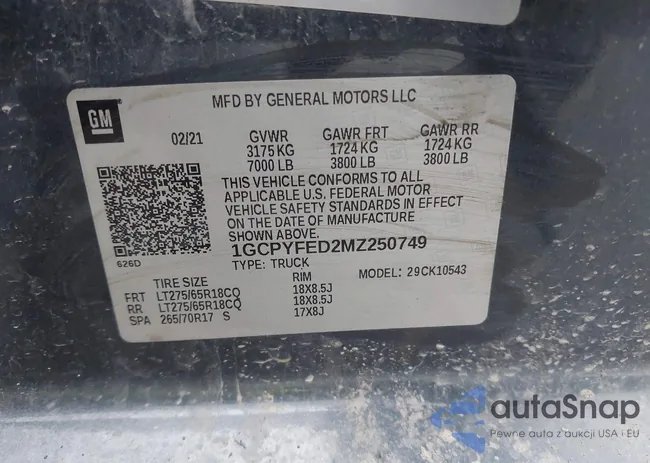 GM
MFD BY GENERAL MOTORS LLC
02/21 GVWR GAWR FRT GAWR RR
3175 KG 1724 KG 1724 KG
7000 LB 3800 LB 3800 LB
THIS VEHICLE CONFORMS TO ALL
APPLICABLE U.S. FEDERAL MOTOR
VEHICLE SAFETY STANDARDS IN EFFECT
ON THE DATE OF MANUFACTURE
SHOWN ABOVE.
1GCPYFED2MZ250749
626D
TYPE: TRUCK MODEL: 29CK10543
TIRE SIZE RIM
FRT LT275/65R18CQ 18X8.5J
RR LT275/65R18CQ 18X8.5J
SPA 265/70R17 S 17X8J
autaSnap
Pewne auta z aukcji USA i EU